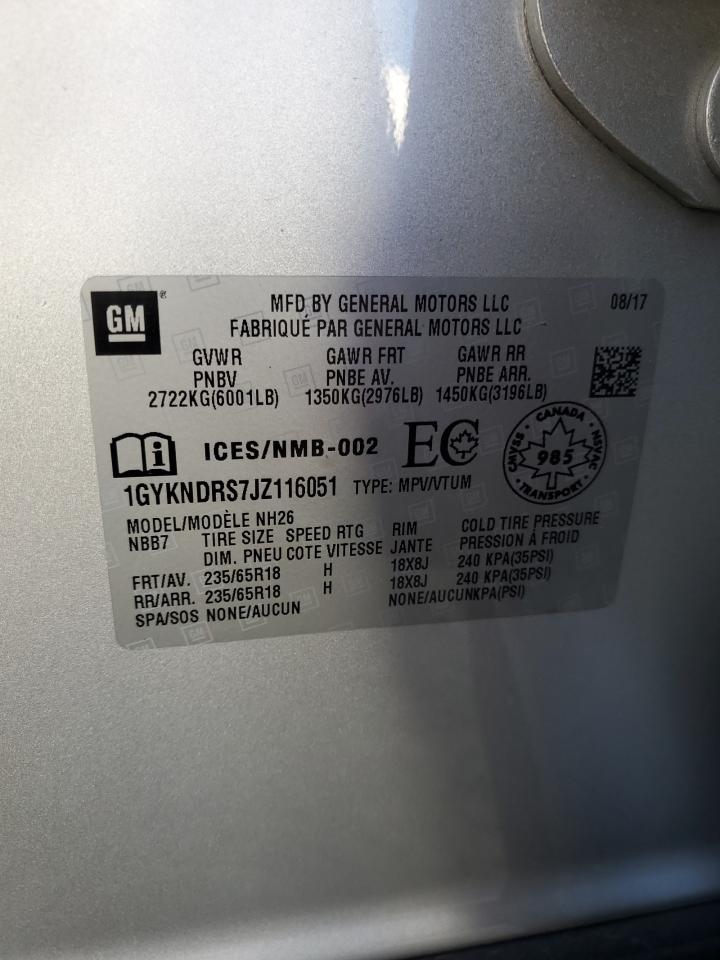 GM ®
MFD BY GENERAL MOTORS LLC 08/17
FABRIQUÉ PAR GENERAL MOTORS LLC
GVWR GAWR FRT GAWR RR
PNBV PNBE AV. PNBE ARR.
2722KG(6001LB) 1350KG(2976LB) 1450KG(3196LB)
i ICES/NMB-002 EC CANADA CMVSS 985 NSVAC TRANSPORT
1GYKNDRS7JZ116051 TYPE: MPV/VTUM
MODEL/MODÈLE NH26
NBB7 TIRE SIZE SPEED RTG RIM COLD TIRE PRESSURE
DIM. PNEU COTE VITESSE JANTE PRESSION À FROID
FRT/AV. 235/65R18 H 18X8J 240 KPA(35PSI)
RR/ARR. 235/65R18 H 18X8J 240 KPA(35PSI)
SPA/SOS NONE/AUCUN NONE/AUCUNKPA(PSI)